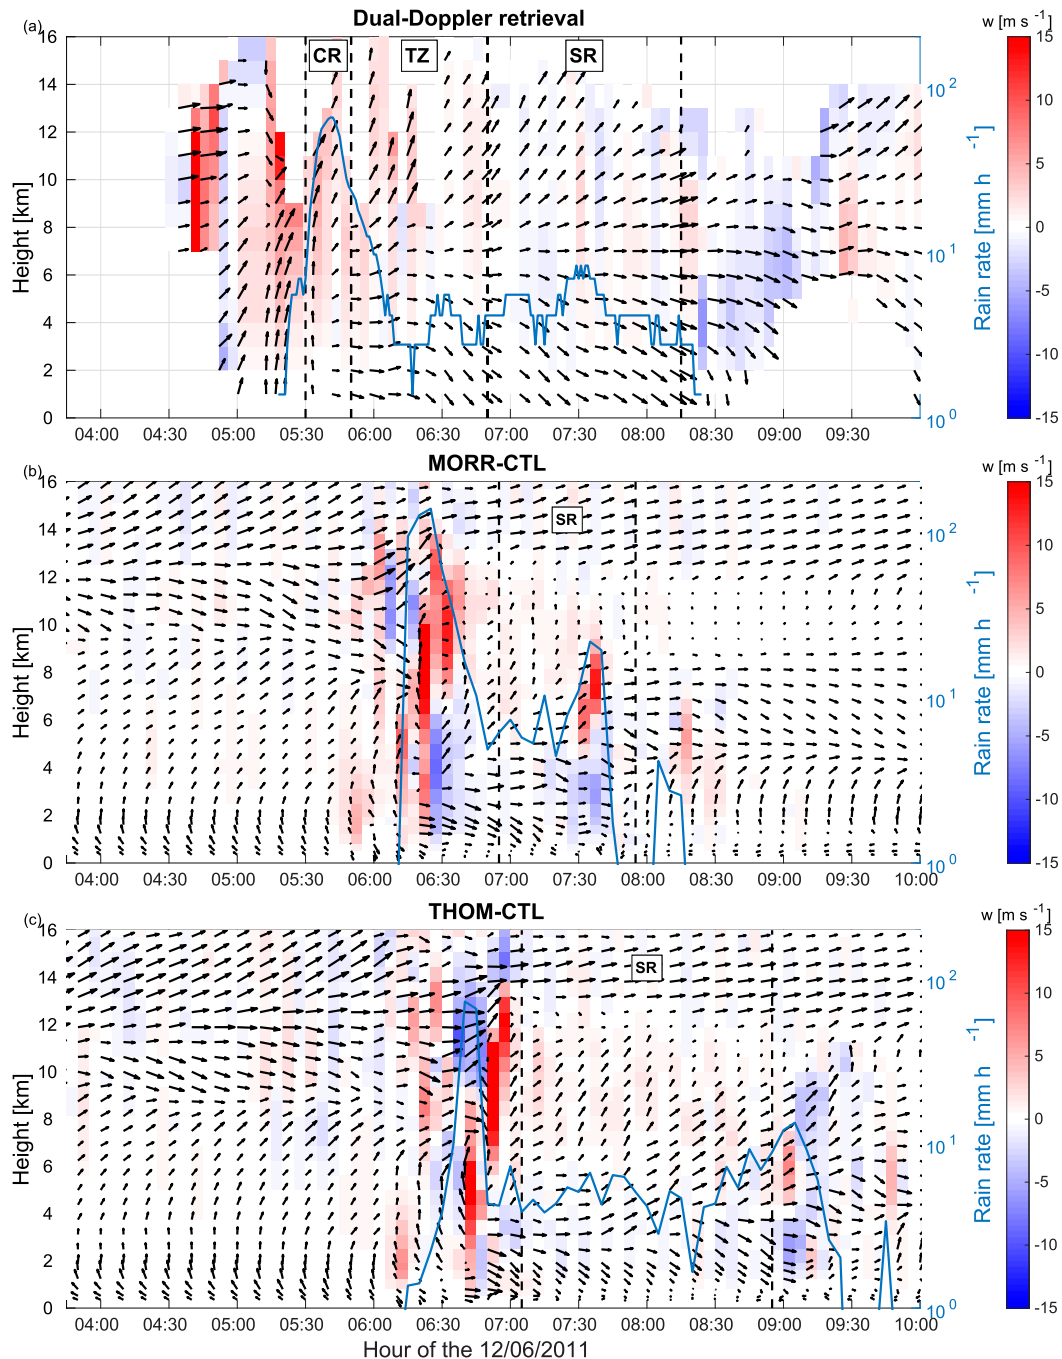 (a)
Dual-Doppler retrieval
w [m s⁻¹]
CR
TZ
SR
16
14
12
10
8
6
4
2
0
Height [km]
04:00 04:30 05:00 05:30 06:00 06:30 07:00 07:30 08:00 08:30 09:00 09:30
10²
10¹
10⁰
Rain rate [mm h⁻¹]
15
10
5
0
-5
-10
-15
(b)
MORR-CTL
w [m s⁻¹]
SR
16
14
12
10
8
6
4
2
0
Height [km]
04:00 04:30 05:00 05:30 06:00 06:30 07:00 07:30 08:00 08:30 09:00 09:30 10:00
10²
10¹
10⁰
Rain rate [mm h⁻¹]
15
10
5
0
-5
-10
-15
(c)
THOM-CTL
w [m s⁻¹]
SR
16
14
12
10
8
6
4
2
0
Height [km]
04:00 04:30 05:00 05:30 06:00 06:30 07:00 07:30 08:00 08:30 09:00 09:30 10:00
10²
10¹
10⁰
Rain rate [mm h⁻¹]
15
10
5
0
-5
-10
-15
Hour of the 12/06/2011